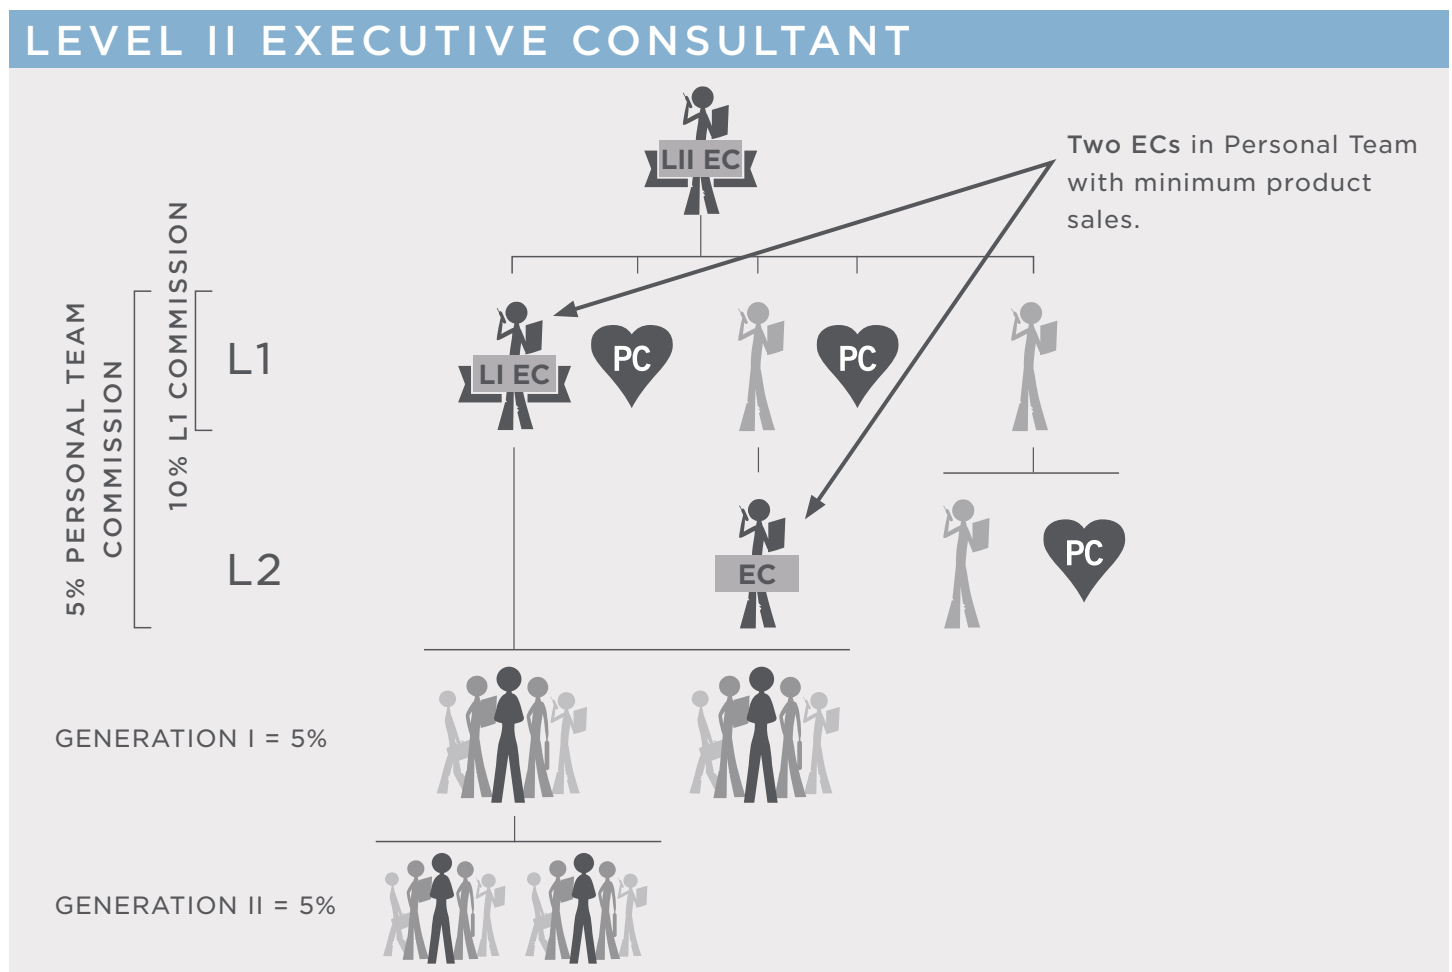 LEVEL II EXECUTIVE CONSULTANT
LII EC
Two ECs in Personal Team
with minimum product
sales.
5% PERSONAL TEAM
COMMISSION
10% L1 COMMISSION
L1
LI EC
PC
PC
L2
EC
PC
GENERATION I = 5%
GENERATION II = 5%